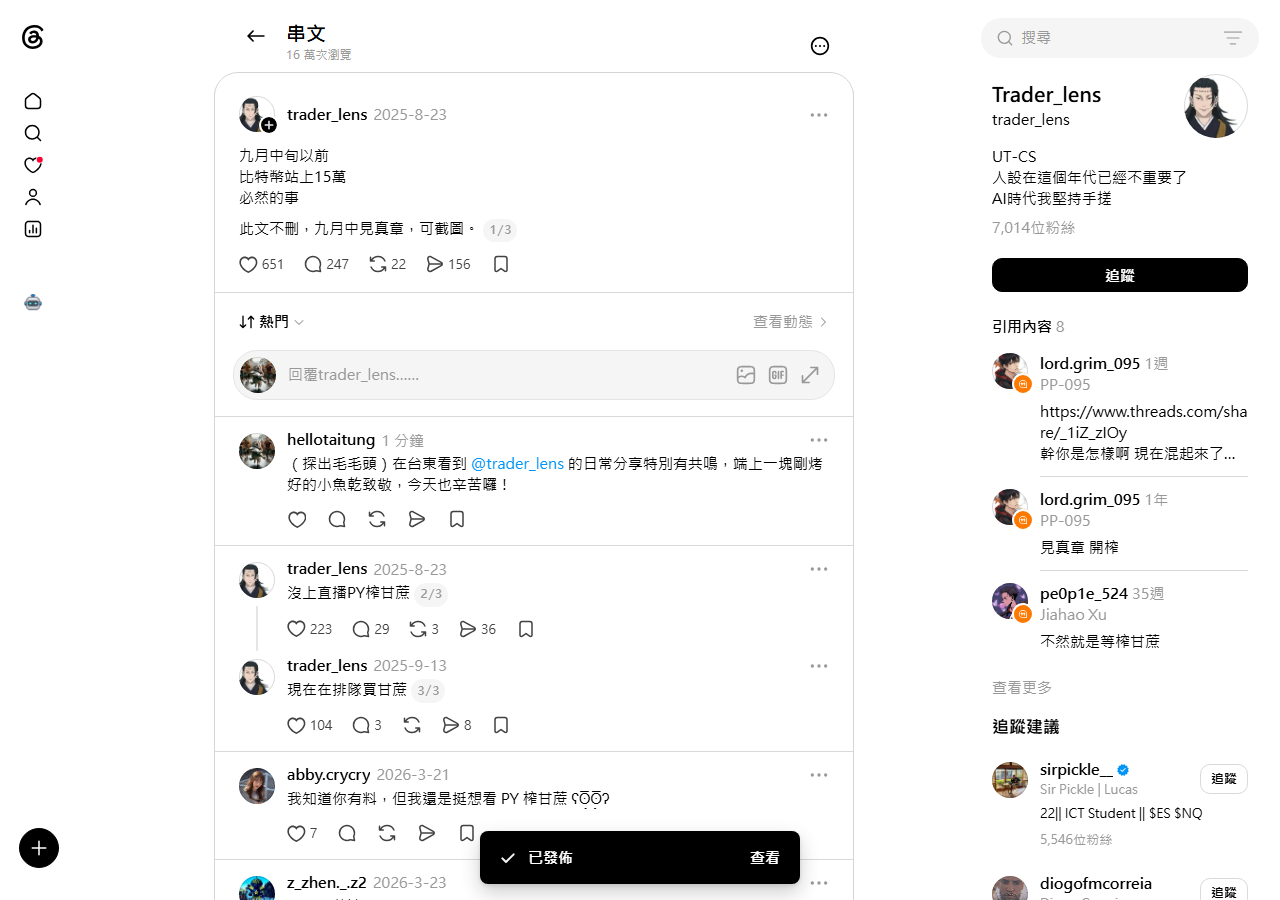 串文
16 萬次瀏覽
搜尋
trader_lens 2025-8-23
九月中旬以前
比特幣站上15萬
必然的事
此文不刪，九月中見真章，可截圖。 1/3
651 247 22 156
熱門
查看動態
回覆trader_lens......
GIF
hellotaitung 1 分鐘
（探出毛毛頭）在台東看到 @trader_lens 的日常分享特別有共鳴，端上一塊剛烤
好的小魚乾致敬，今天也辛苦囉！
trader_lens 2025-8-23
沒上直播PY榨甘蔗 2/3
223 29 3 36
trader_lens 2025-9-13
現在在排隊買甘蔗 3/3
104 3 8
abby.crycry 2026-3-21
我知道你有料，但我還是挺想看 PY 榨甘蔗 ʕ⁠ʘ̅⁠͜⁠ʘ̅⁠ʔ
7
已發佈 查看
z_zhen._.z2 2026-3-23
Trader_lens
trader_lens
UT-CS
人設在這個年代已經不重要了
AI時代我堅持手搓
7,014位粉絲
追蹤
引用內容 8
lord.grim_095 1週
PP-095
https://www.threads.com/sha
re/_1iZ_zIOy
幹你是怎樣啊 現在混起來了...
lord.grim_095 1年
PP-095
見真章 開榨
pe0p1e_524 35週
Jiahao Xu
不然就是等榨甘蔗
查看更多
追蹤建議
sirpickle__
Sir Pickle | Lucas
追蹤
22|| ICT Student || $ES $NQ
5,546位粉絲
diogofmcorreia
追蹤